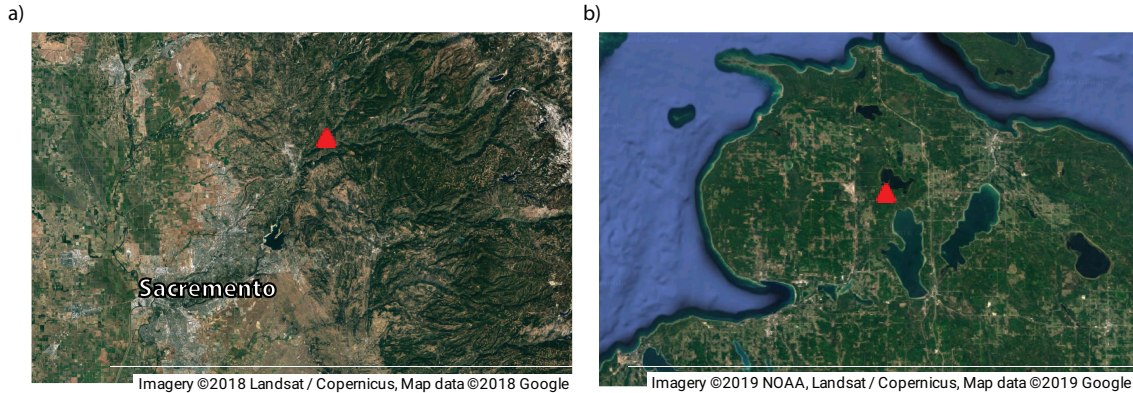 a)
b)
Sacremento
Imagery ©2018 Landsat / Copernicus, Map data ©2018 Google
Imagery ©2019 NOAA, Landsat / Copernicus, Map data ©2019 Google